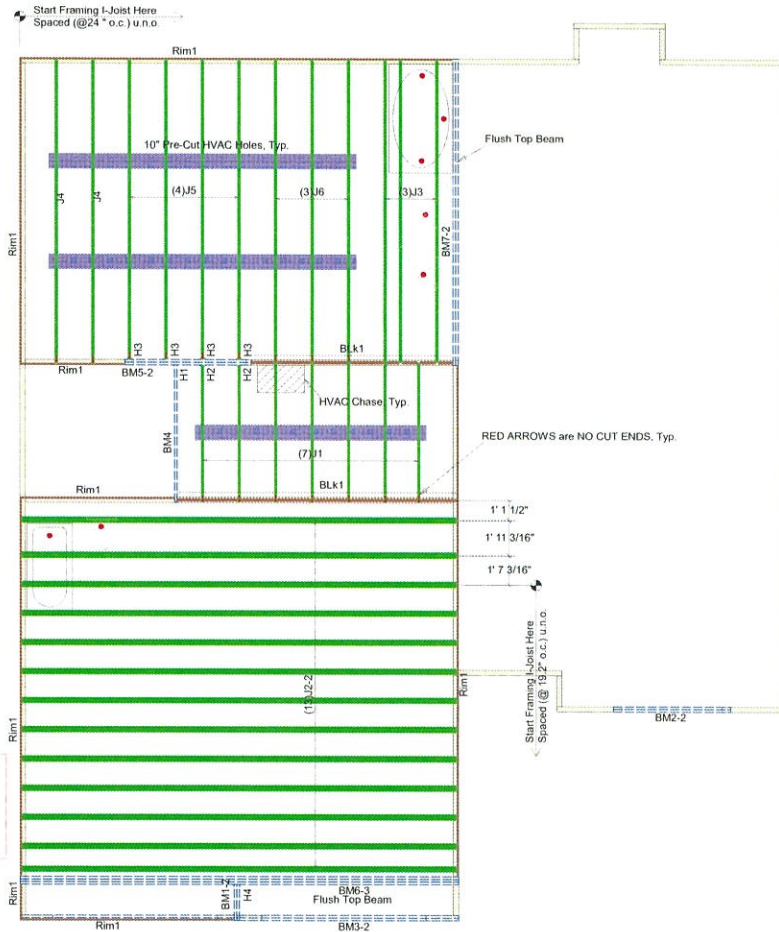 Start Framing I-Joist Here
Spaced (@24 " o.c.) u.n.o.
Rim1
Flush Top Beam
10" Pre-Cut HVAC Holes, Typ.
J4
J4
(4)J5
(3)J6
(3)J3
Rim1
BM7-2
H3
H3
H3
H3
BLk1
Rim1
BM5-2
H1
H2
H2
HVAC Chase, Typ.
BM4
RED ARROWS are NO CUT ENDS, Typ.
(7)J1
BLk1
Rim1
1' 1 1/2"
1' 11 3/16"
1' 7 3/16"
Start Framing I-Joist Here
Spaced (@ 19.2" o.c.) u.n.o.
Rim1
(13)J2-2
Rim1
BM2-2
Rim1
BM1-2
H4
BM6-3
Flush Top Beam
Rim1
BM3-2